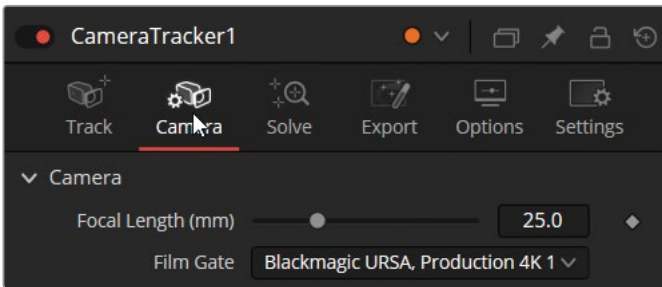 CameraTracker1
Track Camera Solve Export Options Settings
Camera
Focal Length (mm) 25.0
Film Gate Blackmagic URSA, Production 4K 1